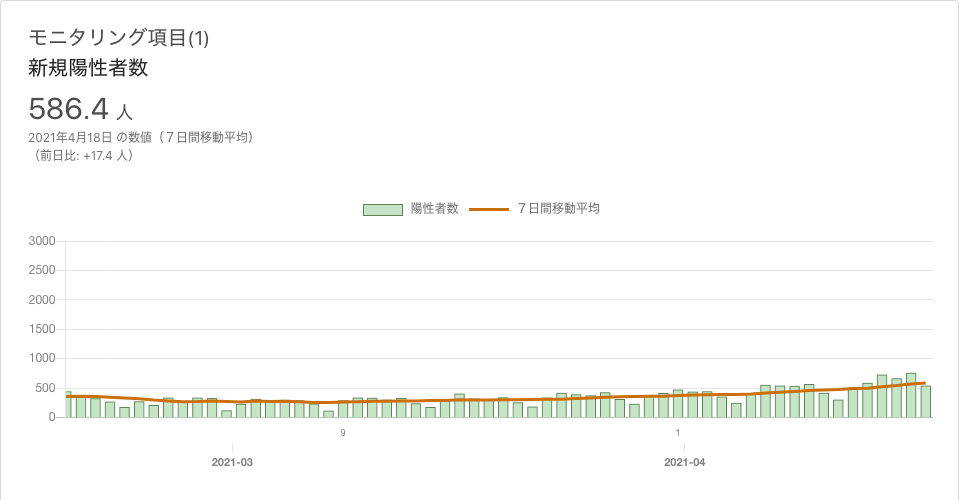 モニタリング項目(1)
新規陽性者数
586.4 人
2021年4月18日 の数値（７日間移動平均）
（前日比: +17.4 人）
陽性者数 ７日間移動平均
3000
2500
2000
1500
1000
500
0
9 1
2021-03 2021-04